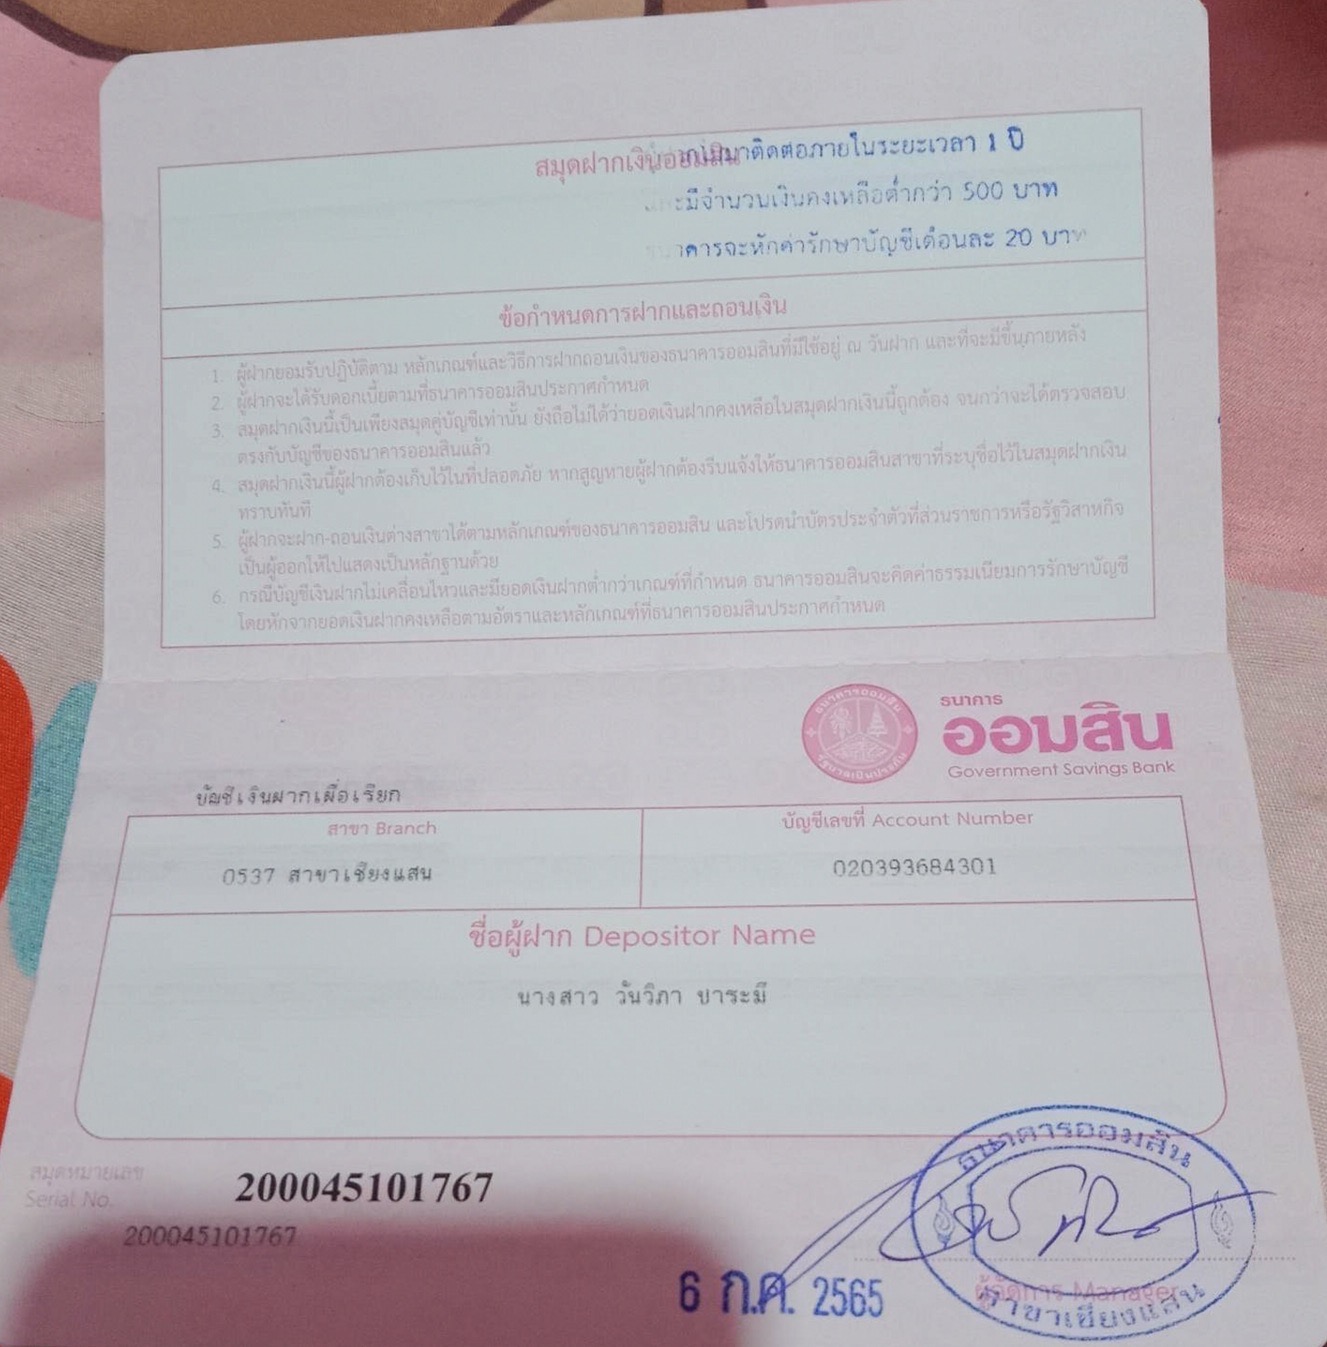 สมุดฝากเงินออมสิน
มาติดต่อภายในระยะเวลา 1 ปี
มีจำนวนเงินคงเหลือต่ำกว่า 500 บาท
ธนาคารจะหักค่ารักษาบัญชีเดือนละ 20 บาท
ข้อกำหนดการฝากและถอนเงิน
1. ผู้ฝากยอมรับปฏิบัติตาม หลักเกณฑ์และวิธีการฝากถอนเงินของธนาคารออมสินที่มีใช้อยู่ ณ วันฝาก และที่จะมีขึ้นภายหลัง
2. ผู้ฝากจะได้รับดอกเบี้ยตามที่ธนาคารออมสินประกาศกำหนด
3. สมุดฝากเงินนี้เป็นเพียงสมุดคู่บัญชีเท่านั้น ยังถือไม่ได้ว่ายอดเงินฝากคงเหลือในสมุดฝากเงินนี้ถูกต้อง จนกว่าจะได้ตรวจสอบ
ตรงกับบัญชีของธนาคารออมสินแล้ว
4. สมุดฝากเงินนี้ผู้ฝากต้องเก็บไว้ในที่ปลอดภัย หากสูญหายผู้ฝากต้องรีบแจ้งให้ธนาคารออมสินสาขาที่ระบุชื่อไว้ในสมุดฝากเงิน
ทราบทันที
5. ผู้ฝากจะฝาก-ถอนเงินต่างสาขาได้ตามหลักเกณฑ์ของธนาคารออมสิน และโปรดนำบัตรประจำตัวที่ส่วนราชการหรือรัฐวิสาหกิจ
เป็นผู้ออกให้ไปแสดงเป็นหลักฐานด้วย
6. กรณีบัญชีเงินฝากไม่เคลื่อนไหวและมียอดเงินฝากต่ำกว่าเกณฑ์ที่กำหนด ธนาคารออมสินจะคิดค่าธรรมเนียมการรักษาบัญชี
โดยหักจากยอดเงินฝากคงเหลือตามอัตราและหลักเกณฑ์ที่ธนาคารออมสินประกาศกำหนด
ธนาคารออมสิน
รัฐบาลเป็นประกัน
ธนาคาร
ออมสิน
Government Savings Bank
บัญชีเงินฝากเผื่อเรียก
สาขา Branch
บัญชีเลขที่ Account Number
0537 สาขาเชียงแสน
020393684301
ชื่อผู้ฝาก Depositor Name
นางสาว วันวิภา บาระมี
สมุดหมายเลข
Serial No.
200045101767
200045101767
6 ก.ค. 2565
ธนาคารออมสิน
ผู้จัดการ Manager
สาขาเชียงแสน